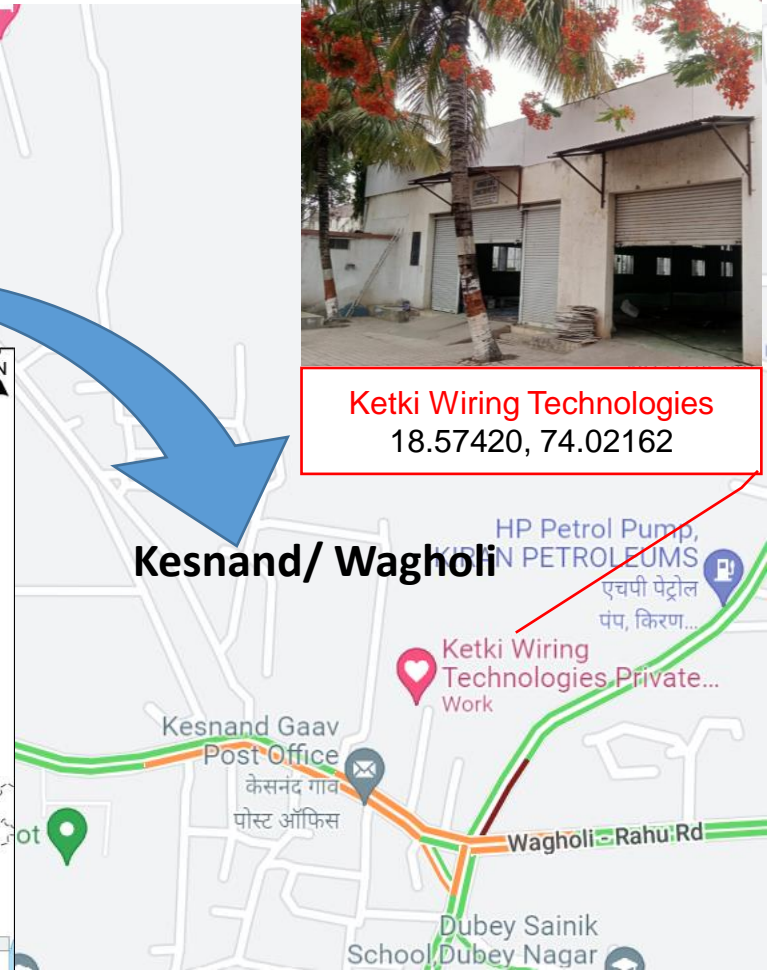 N
Ketki Wiring Technologies
18.57420, 74.02162
Kesnand/ Wagholi
HP Petrol Pump,
KIRAN PETROLEUMS
एचपी पेट्रोल
पंप, किरण...
Ketki Wiring
Technologies Private...
Work
Kesnand Gaav
Post Office
केसनंद गाव
पोस्ट ऑफिस
ot
Wagholi - Rahu Rd
Dubey Sainik
School,Dubey Nagar